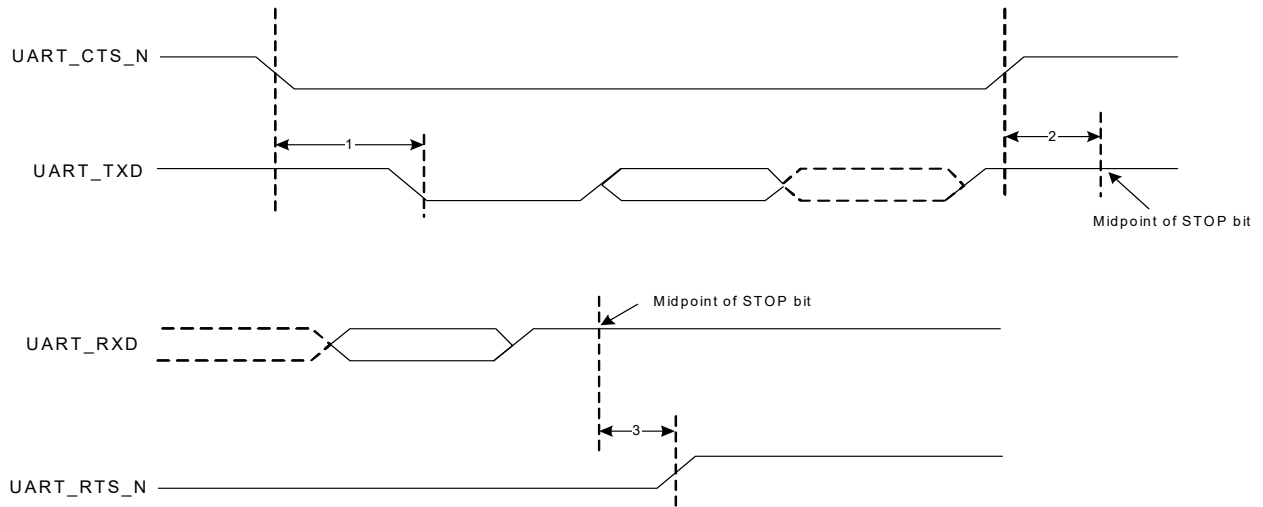 UART_CTS_N
1
2
UART_TXD
Midpoint of STOP bit
Midpoint of STOP bit
UART_RXD
3
UART_RTS_N